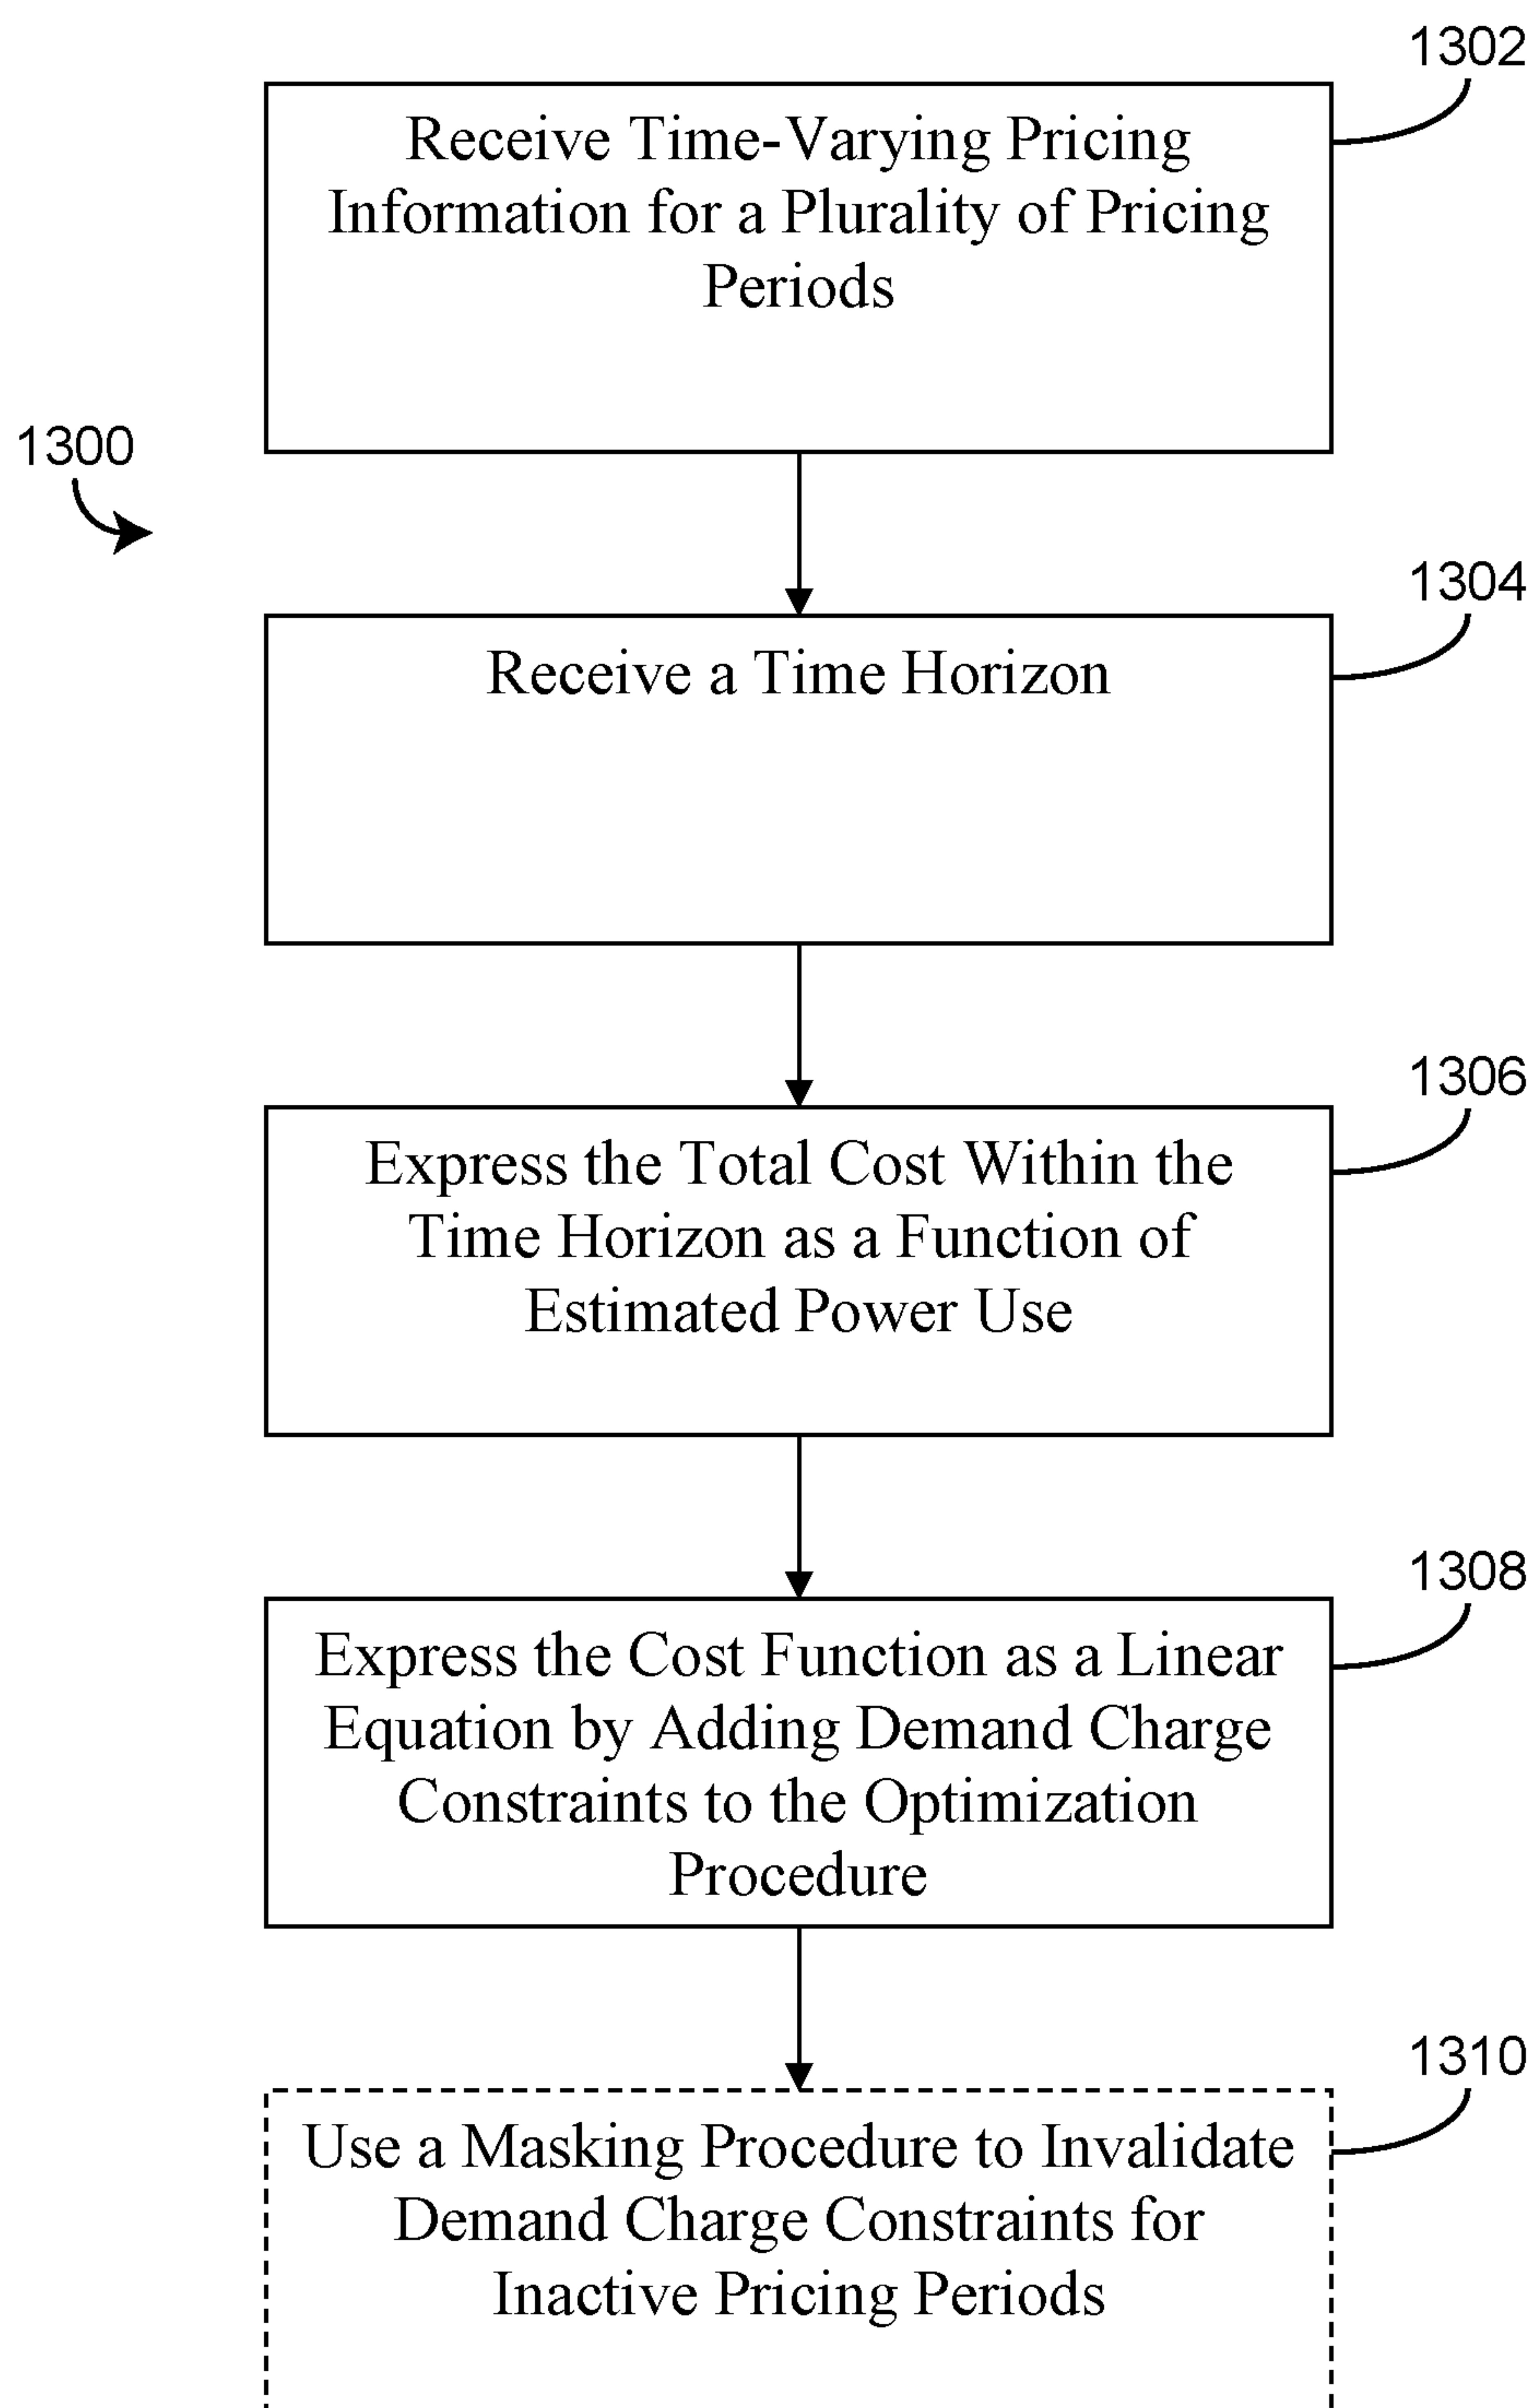 1302
Receive Time-Varying Pricing
Information for a Plurality of Pricing
Periods
1300
1304
Receive a Time Horizon
1306
Express the Total Cost Within the
Time Horizon as a Function of
Estimated Power Use
1308
Express the Cost Function as a Linear
Equation by Adding Demand Charge
Constraints to the Optimization
Procedure
1310
Use a Masking Procedure to Invalidate
Demand Charge Constraints for
Inactive Pricing Periods